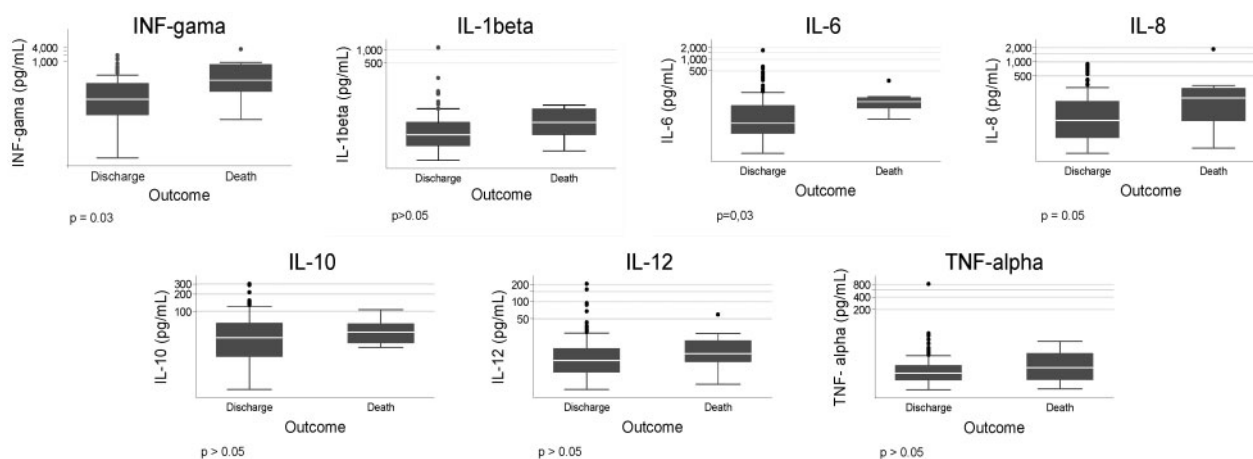 INF-gama
INF-gama (pg/mL)
4,000
1,000
Discharge Death
Outcome
p = 0.03
IL-1beta
IL-1beta (pg/mL)
1,000
500
Discharge Death
Outcome
p>0.05
IL-6
IL-6 (pg/mL)
2,000
1,000
500
Discharge Death
Outcome
p=0,03
IL-8
IL-8 (pg/mL)
2,000
1,000
500
Discharge Death
Outcome
p = 0.05
IL-10
IL-10 (pg/mL)
300
200
100
Discharge Death
Outcome
p > 0.05
IL-12
IL-12 (pg/mL)
200
100
50
Discharge Death
Outcome
p > 0.05
TNF-alpha
TNF- alpha (pg/mL)
800
400
200
Discharge Death
Outcome
p > 0.05